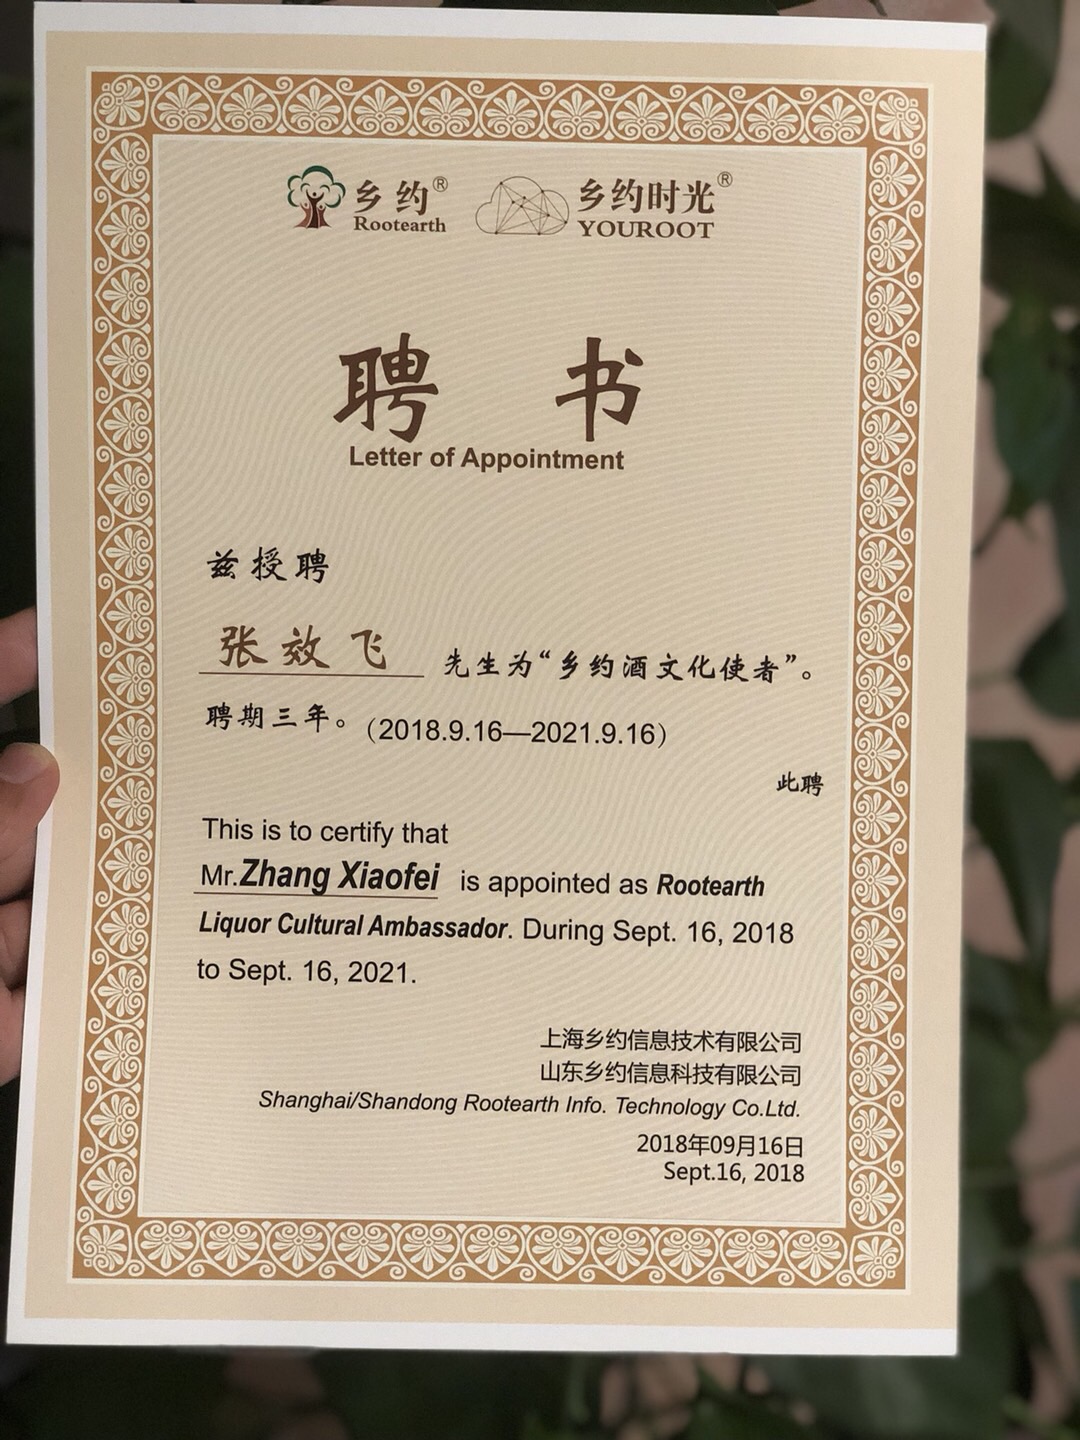 乡约® 乡约时光®
Rootearth YOUROOT
聘 书
Letter of Appointment
兹授聘
张效飞 先生为“乡约酒文化使者”。
聘期三年。（2018.9.16—2021.9.16）
此聘
This is to certify that
Mr.Zhang Xiaofei is appointed as Rootearth
Liquor Cultural Ambassador. During Sept. 16, 2018
to Sept. 16, 2021.
上海乡约信息技术有限公司
山东乡约信息科技有限公司
Shanghai/Shandong Rootearth Info. Technology Co.Ltd.
2018年09月16日
Sept.16, 2018